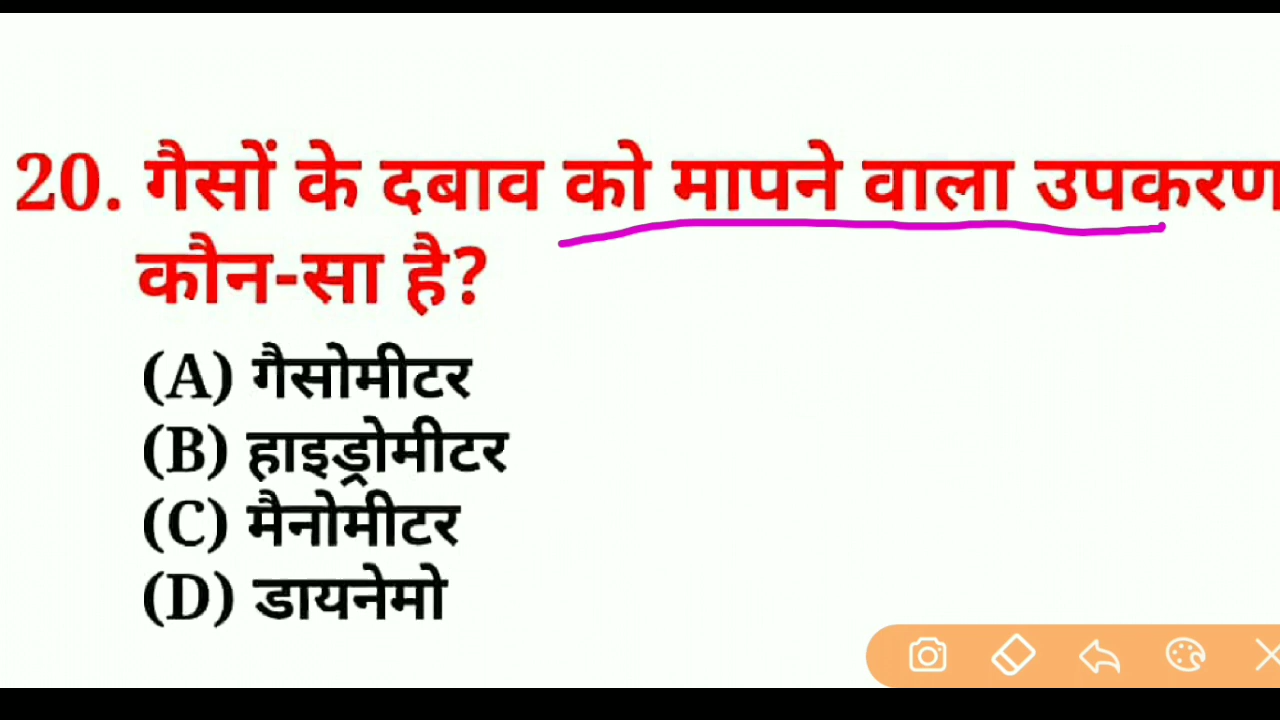 20. गैसों के दबाव को मापने वाला उपकरण
कौन-सा है?
(A) गैसोमीटर
(B) हाइड्रोमीटर
(C) मैनोमीटर
(D) डायनेमो